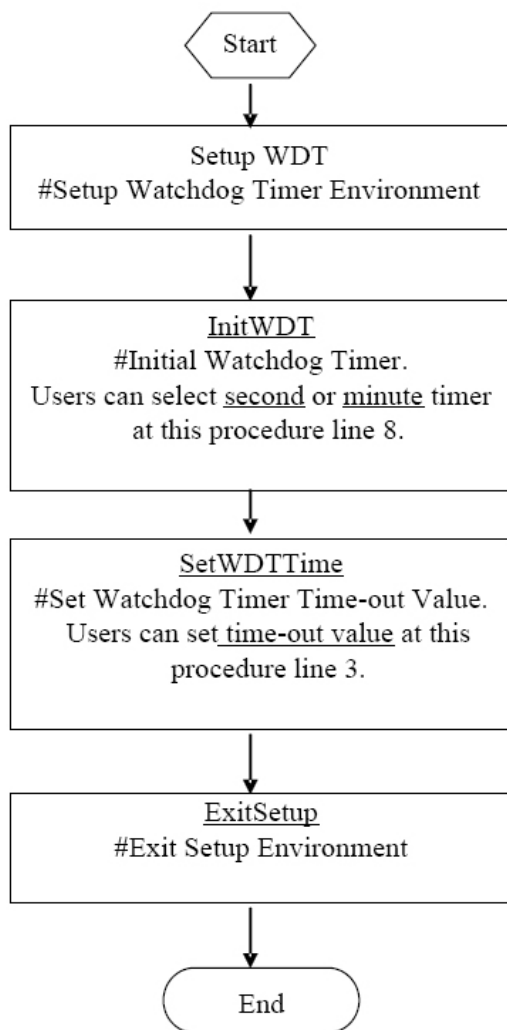 Start
Setup WDT
#Setup Watchdog Timer Environment
InitWDT
#Initial Watchdog Timer.
Users can select second or minute timer
at this procedure line 8.
SetWDTTime
#Set Watchdog Timer Time-out Value.
Users can set time-out value at this
procedure line 3.
ExitSetup
#Exit Setup Environment
End